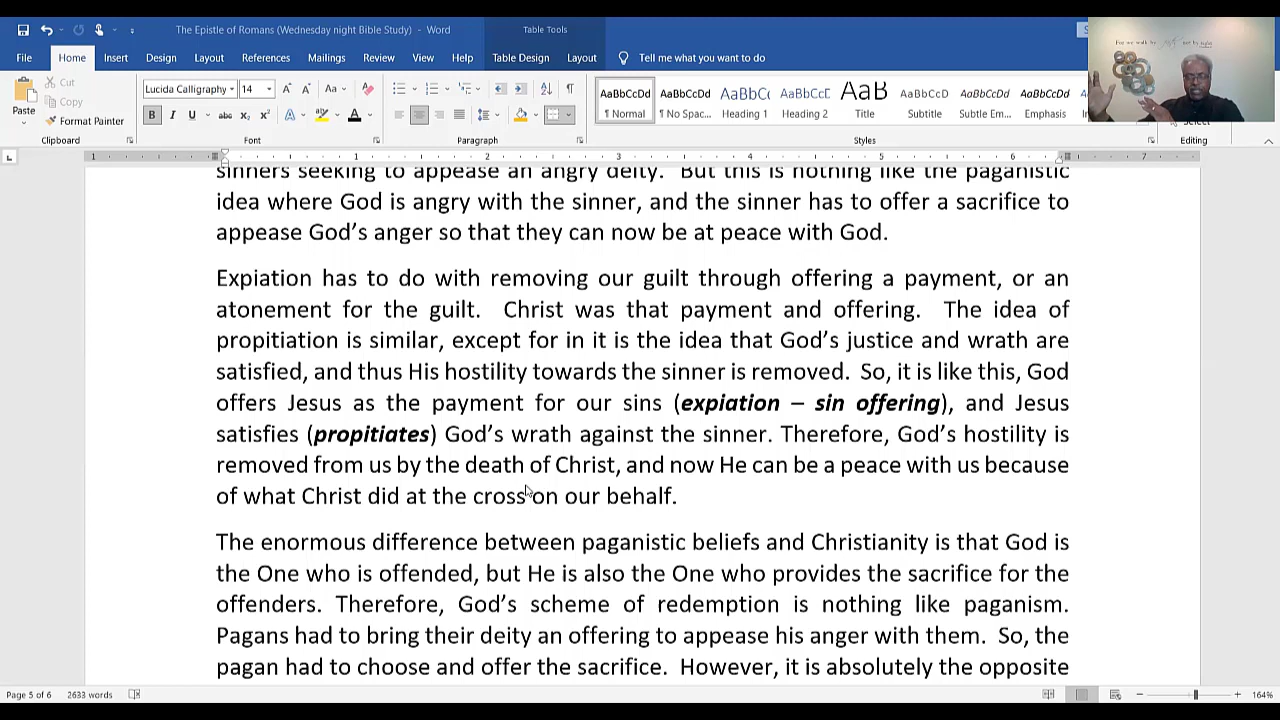 The Epistle of Romans (Wednesday night Bible Study) - Word
Table Tools
File Home Insert Design Layout References Mailings Review View Help Table Design Layout Tell me what you want to do
Paste
Cut
Copy
Format Painter
Lucida Calligraphy 14
AaBbCcDd AaBbCcDd
¶ Normal ¶ No Spac... Heading 1 Heading 2 Title Subtitle Subtle Em... Emphasis
Clipboard Font Paragraph Styles Editing
1 1 2 3 4 5 6 7
sinners seeking to appease an angry deity. But this is nothing like the paganistic
idea where God is angry with the sinner, and the sinner has to offer a sacrifice to
appease God's anger so that they can now be at peace with God.
Expiation has to do with removing our guilt through offering a payment, or an
atonement for the guilt. Christ was that payment and offering. The idea of
propitiation is similar, except for in it is the idea that God's justice and wrath are
satisfied, and thus His hostility towards the sinner is removed. So, it is like this, God
offers Jesus as the payment for our sins (expiation – sin offering), and Jesus
satisfies (propitiates) God's wrath against the sinner. Therefore, God's hostility is
removed from us by the death of Christ, and now He can be a peace with us because
of what Christ did at the cross on our behalf.
The enormous difference between paganistic beliefs and Christianity is that God is
the One who is offended, but He is also the One who provides the sacrifice for the
offenders. Therefore, God's scheme of redemption is nothing like paganism.
Pagans had to bring their deity an offering to appease his anger with them. So, the
pagan had to choose and offer the sacrifice. However, it is absolutely the opposite
Page 5 of 6 2633 words 164%